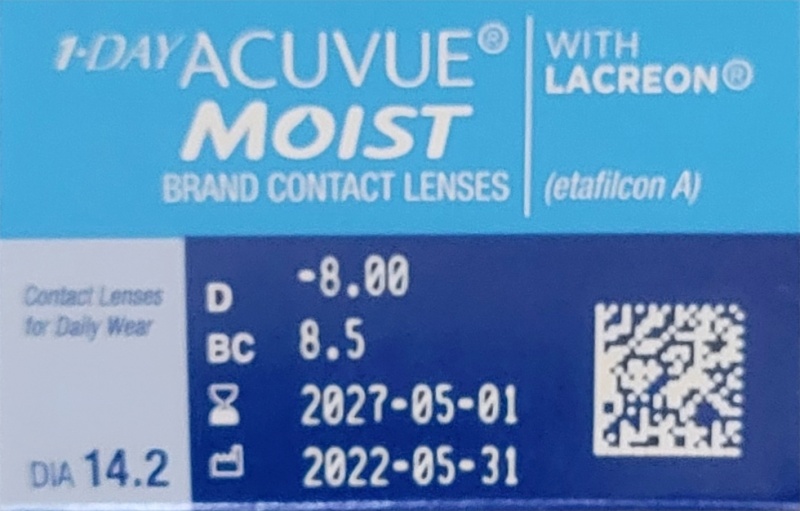 1·DAY ACUVUE®
MOIST
BRAND CONTACT LENSES
WITH
LACREON®
(etafilcon A)
Contact Lenses
for Daily Wear
DIA 14.2
D -8.00
BC 8.5
2027-05-01
2022-05-31